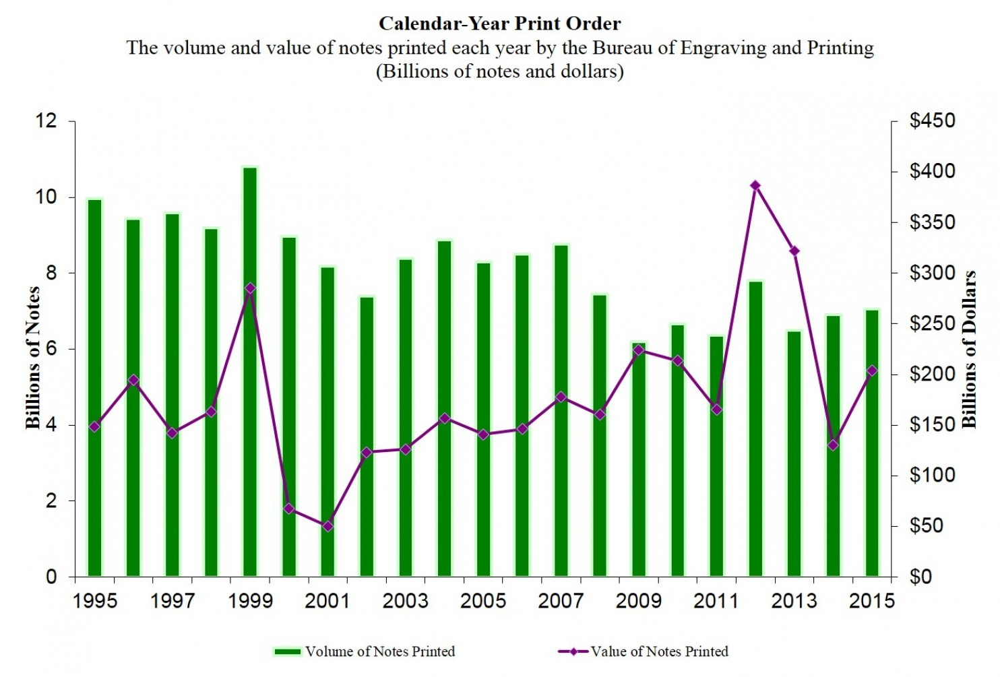 Calendar-Year Print Order
The volume and value of notes printed each year by the Bureau of Engraving and Printing
(Billions of notes and dollars)
12
10
8
6
4
2
0
Billions of Notes
$450
$400
$350
$300
$250
$200
$150
$100
$50
$0
Billions of Dollars
1995 1997 1999 2001 2003 2005 2007 2009 2011 2013 2015
Volume of Notes Printed Value of Notes Printed